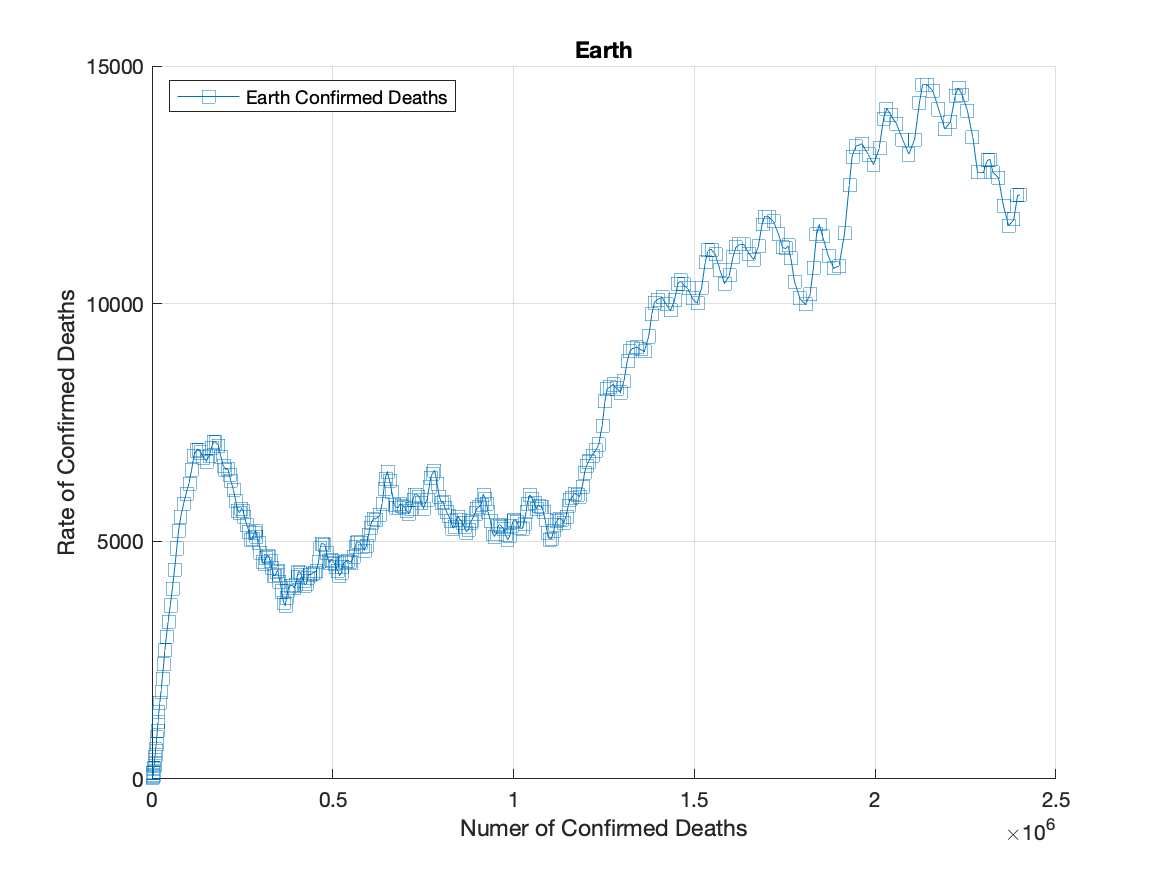 Earth
Earth Confirmed Deaths
Rate of Confirmed Deaths
15000
10000
5000
0
0 0.5 1 1.5 2 2.5
×10^6
Numer of Confirmed Deaths